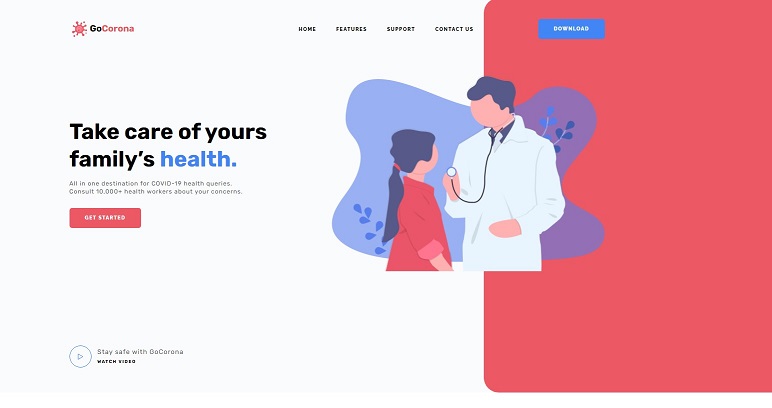 GoCorona
HOME FEATURES SUPPORT CONTACT US DOWNLOAD
Take care of yours
family's health.
All in one destination for COVID-19 health queries.
Consult 10,000+ health workers about your concerns.
GET STARTED
Stay safe with GoCorona
WATCH VIDEO